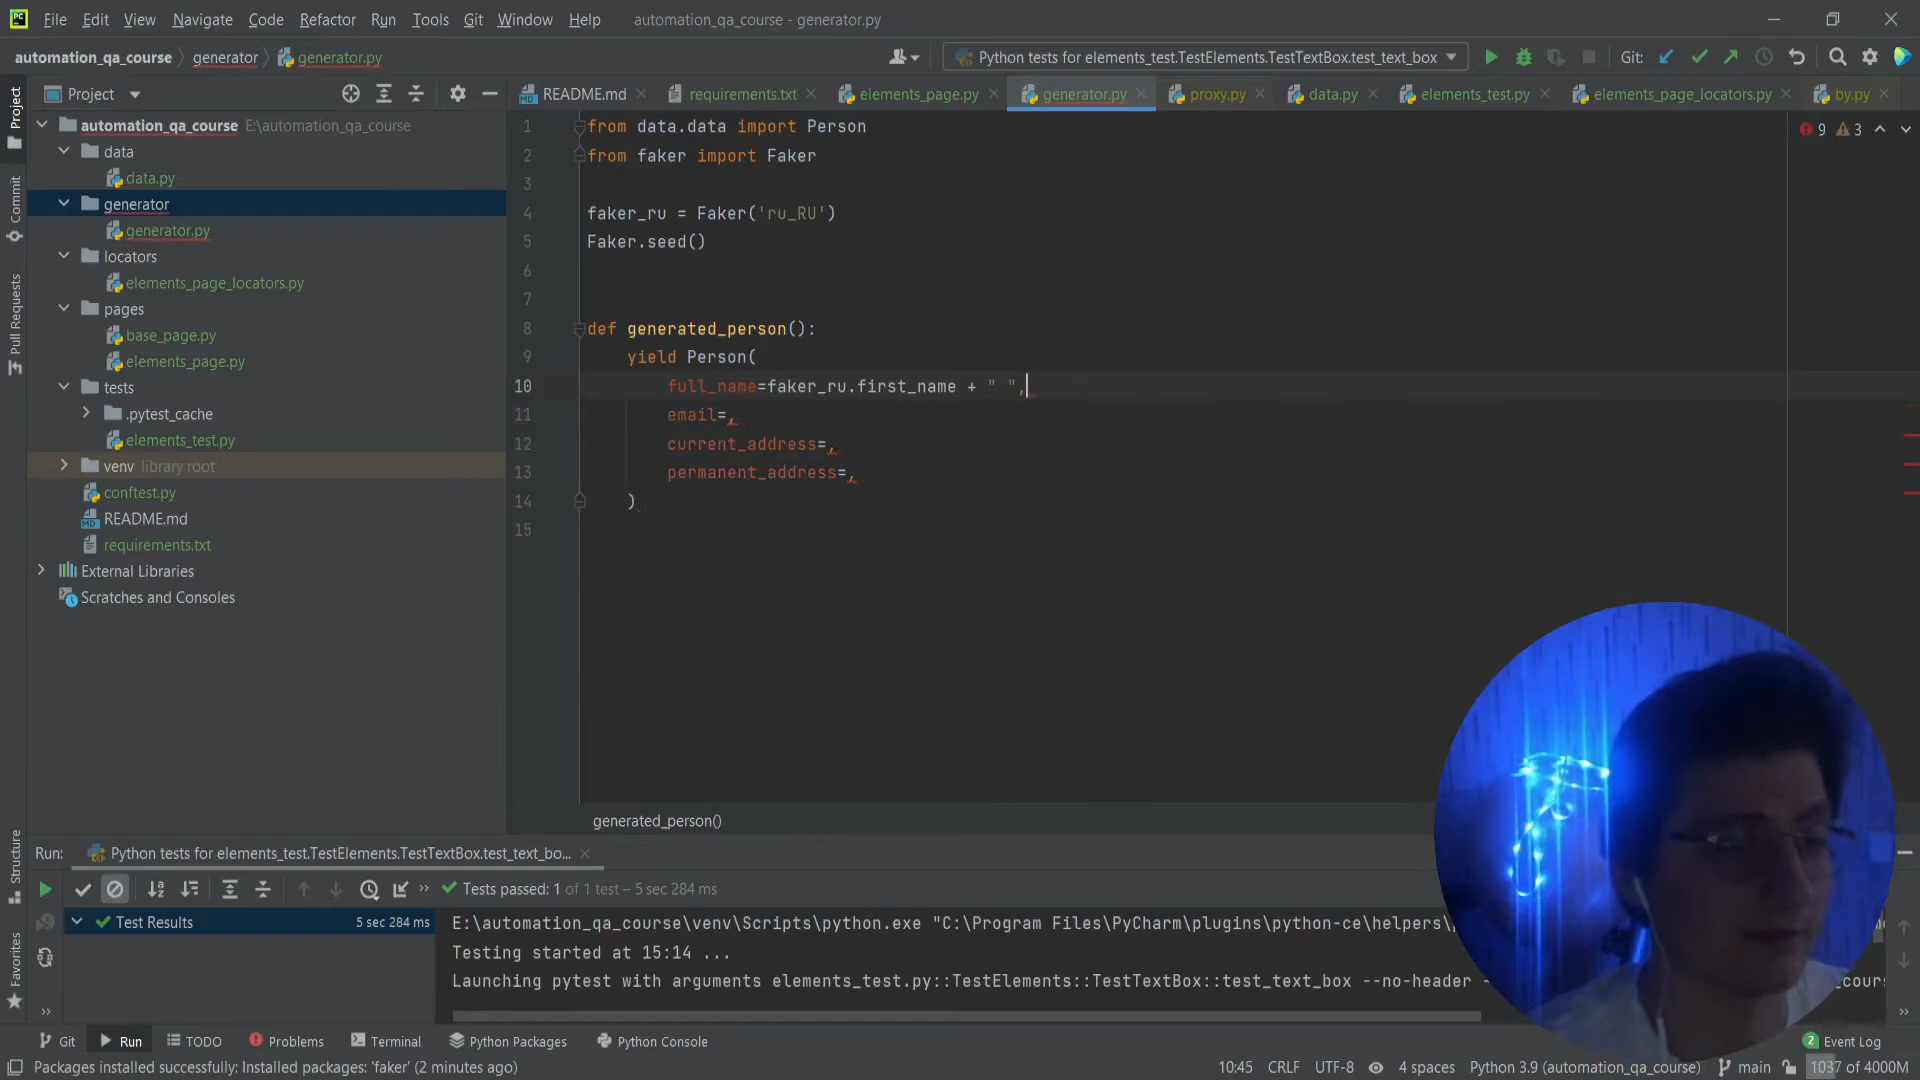 File Edit View Navigate Code Refactor Run Tools Git Window Help automation_qa_course - generator.py
automation_qa_course generator generator.py Python tests for elements_test.TestElements.TestTextBox.test_text_box Git:
Project README.md requirements.txt elements_page.py generator.py proxy.py data.py elements_test.py elements_page_locators.py by.py
Project
Commit
Pull Requests
Structure
Favorites
automation_qa_course E:\automation_qa_course
data
data.py
generator
generator.py
locators
elements_page_locators.py
pages
base_page.py
elements_page.py
tests
.pytest_cache
elements_test.py
venv library root
conftest.py
README.md
requirements.txt
External Libraries
Scratches and Consoles
9 3
1 from data.data import Person
2 from faker import Faker
3
4 faker_ru = Faker('ru_RU')
5 Faker.seed()
6
7
8 def generated_person():
9 yield Person(
10 full_name=faker_ru.first_name + " ",
11 email=,
12 current_address=,
13 permanent_address=,
14 )
15
generated_person()
Run: Python tests for elements_test.TestElements.TestTextBox.test_text_bo...
Tests passed: 1 of 1 test – 5 sec 284 ms
Test Results 5 sec 284 ms
E:\automation_qa_course\venv\Scripts\python.exe "C:\Program Files\PyCharm\plugins\python-ce\helpers\
Testing started at 15:14 ...
Launching pytest with arguments elements_test.py::TestElements::TestTextBox::test_text_box --no-header
Git Run TODO Problems Terminal Python Packages Python Console 2 Event Log
Packages installed successfully: Installed packages: 'faker' (2 minutes ago) 10:45 CRLF UTF-8 4 spaces Python 3.9 (automation_qa_course) main 1037 of 4000M